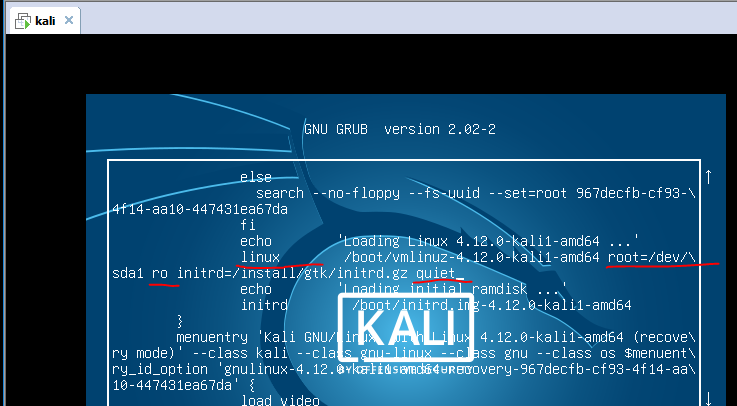 kali
GNU GRUB version 2.02-2
else
search --no-floppy --fs-uuid --set=root 967decfb-cf93-\
4f14-aa10-447431ea67da
fi
echo 'Loading Linux 4.12.0-kali1-amd64 ...'
linux /boot/vmlinuz-4.12.0-kali1-amd64 root=/dev/\
sda1 ro initrd=/install/gtk/initrd.gz quiet_
echo 'Loading initial ramdisk ...'
initrd /boot/initrd.img-4.12.0-kali1-amd64
}
menuentry 'Kali GNU/Linux, with Linux 4.12.0-kali1-amd64 (recove\
ry mode)' --class kali --class gnu-linux --class gnu --class os $menuent\
ry_id_option 'gnulinux-4.12.0-kali1-amd64-recovery-967decfb-cf93-4f14-aa\
10-447431ea67da' {
load_video
KALI
BY OFFENSIVE SECURITY